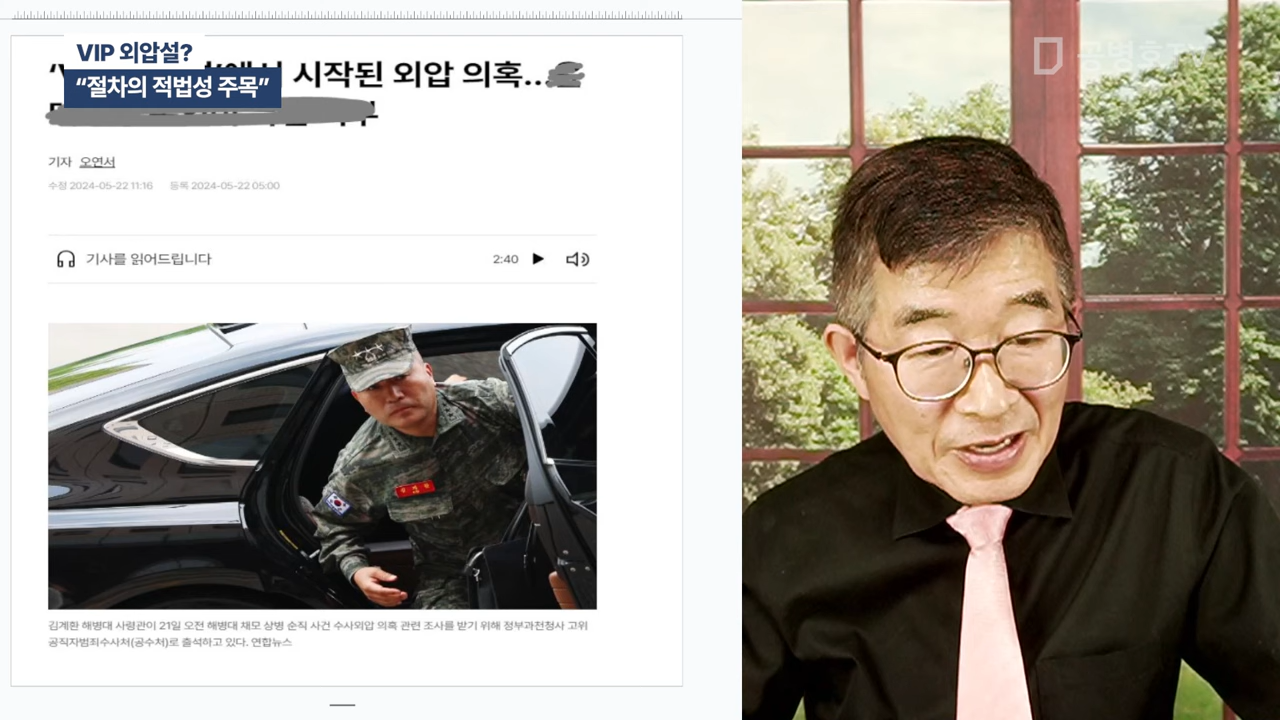 VIP 외압설?
“절차의 적법성 주목”
시작된 외압 의혹..
기자 오연서
수정 2024-05-22 11:16 등록 2024-05-22 05:00
기사를 읽어드립니다
2:40
김계환 해병대 사령관이 21일 오전 해병대 채모 상병 순직 사건 수사외압 의혹 관련 조사를 받기 위해 정부과천청사 고위
공직자범죄수사처(공수처)로 출석하고 있다. 연합뉴스
공병호